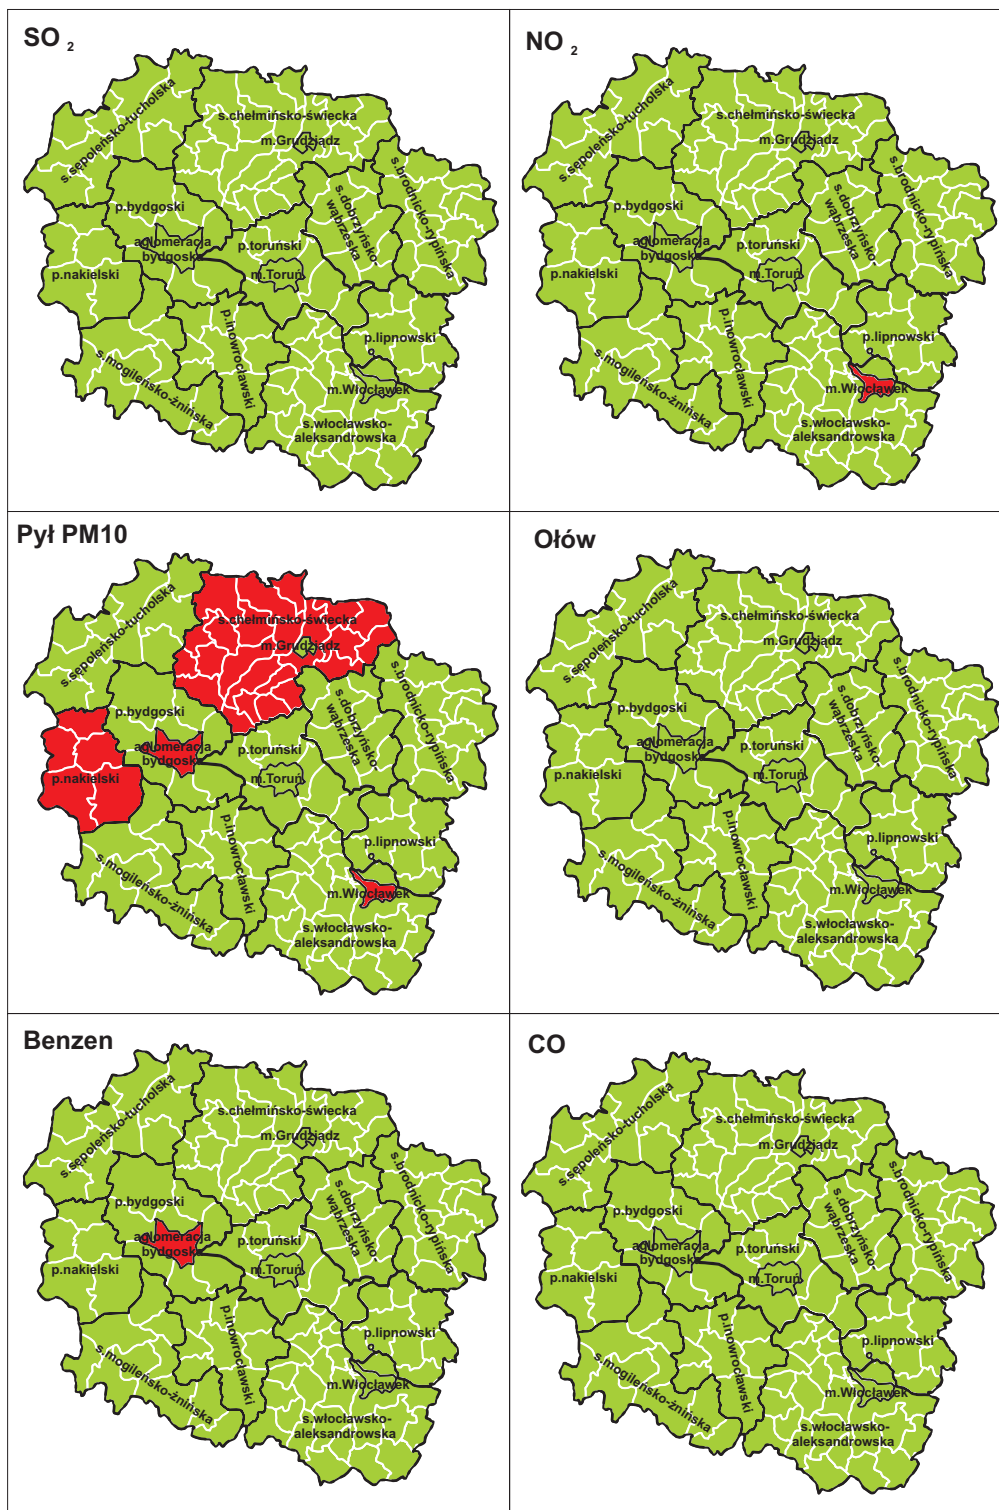 SO 2
s.sępoleńsko-tucholska
s.chełmińsko-świecka
m.Grudziądz
s.brodnicko-rypińska
s.dobrzyńsko-
wąbrzeska
p.bydgoski
aglomeracja
bydgoska
p.toruński
p.nakielski
m.Toruń
p.inowrocławski
p.lipnowski
s.mogileńsko-żnińska
m.Włocławek
s.włocławsko-
aleksandrowska
NO 2
s.sępoleńsko-tucholska
s.chełmińsko-świecka
m.Grudziądz
s.brodnicko-rypińska
s.dobrzyńsko-
wąbrzeska
p.bydgoski
aglomeracja
bydgoska
p.toruński
p.nakielski
m.Toruń
p.inowrocławski
p.lipnowski
s.mogileńsko-żnińska
m.Włocławek
s.włocławsko-
aleksandrowska
Pył PM10
s.sępoleńsko-tucholska
s.chełmińsko-świecka
m.Grudziądz
s.brodnicko-rypińska
s.dobrzyńsko-
wąbrzeska
p.bydgoski
aglomeracja
bydgoska
p.toruński
p.nakielski
m.Toruń
p.inowrocławski
p.lipnowski
s.mogileńsko-żnińska
m.Włocławek
s.włocławsko-
aleksandrowska
Ołów
s.sępoleńsko-tucholska
s.chełmińsko-świecka
m.Grudziądz
s.brodnicko-rypińska
s.dobrzyńsko-
wąbrzeska
p.bydgoski
aglomeracja
bydgoska
p.toruński
p.nakielski
m.Toruń
p.inowrocławski
p.lipnowski
s.mogileńsko-żnińska
m.Włocławek
s.włocławsko-
aleksandrowska
Benzen
s.sępoleńsko-tucholska
s.chełmińsko-świecka
m.Grudziądz
s.brodnicko-rypińska
s.dobrzyńsko-
wąbrzeska
p.bydgoski
aglomeracja
bydgoska
p.toruński
p.nakielski
m.Toruń
p.inowrocławski
p.lipnowski
s.mogileńsko-żnińska
m.Włocławek
s.włocławsko-
aleksandrowska
CO
s.sępoleńsko-tucholska
s.chełmińsko-świecka
m.Grudziądz
s.brodnicko-rypińska
s.dobrzyńsko-
wąbrzeska
p.bydgoski
aglomeracja
bydgoska
p.toruński
p.nakielski
m.Toruń
p.inowrocławski
p.lipnowski
s.mogileńsko-żnińska
m.Włocławek
s.włocławsko-
aleksandrowska